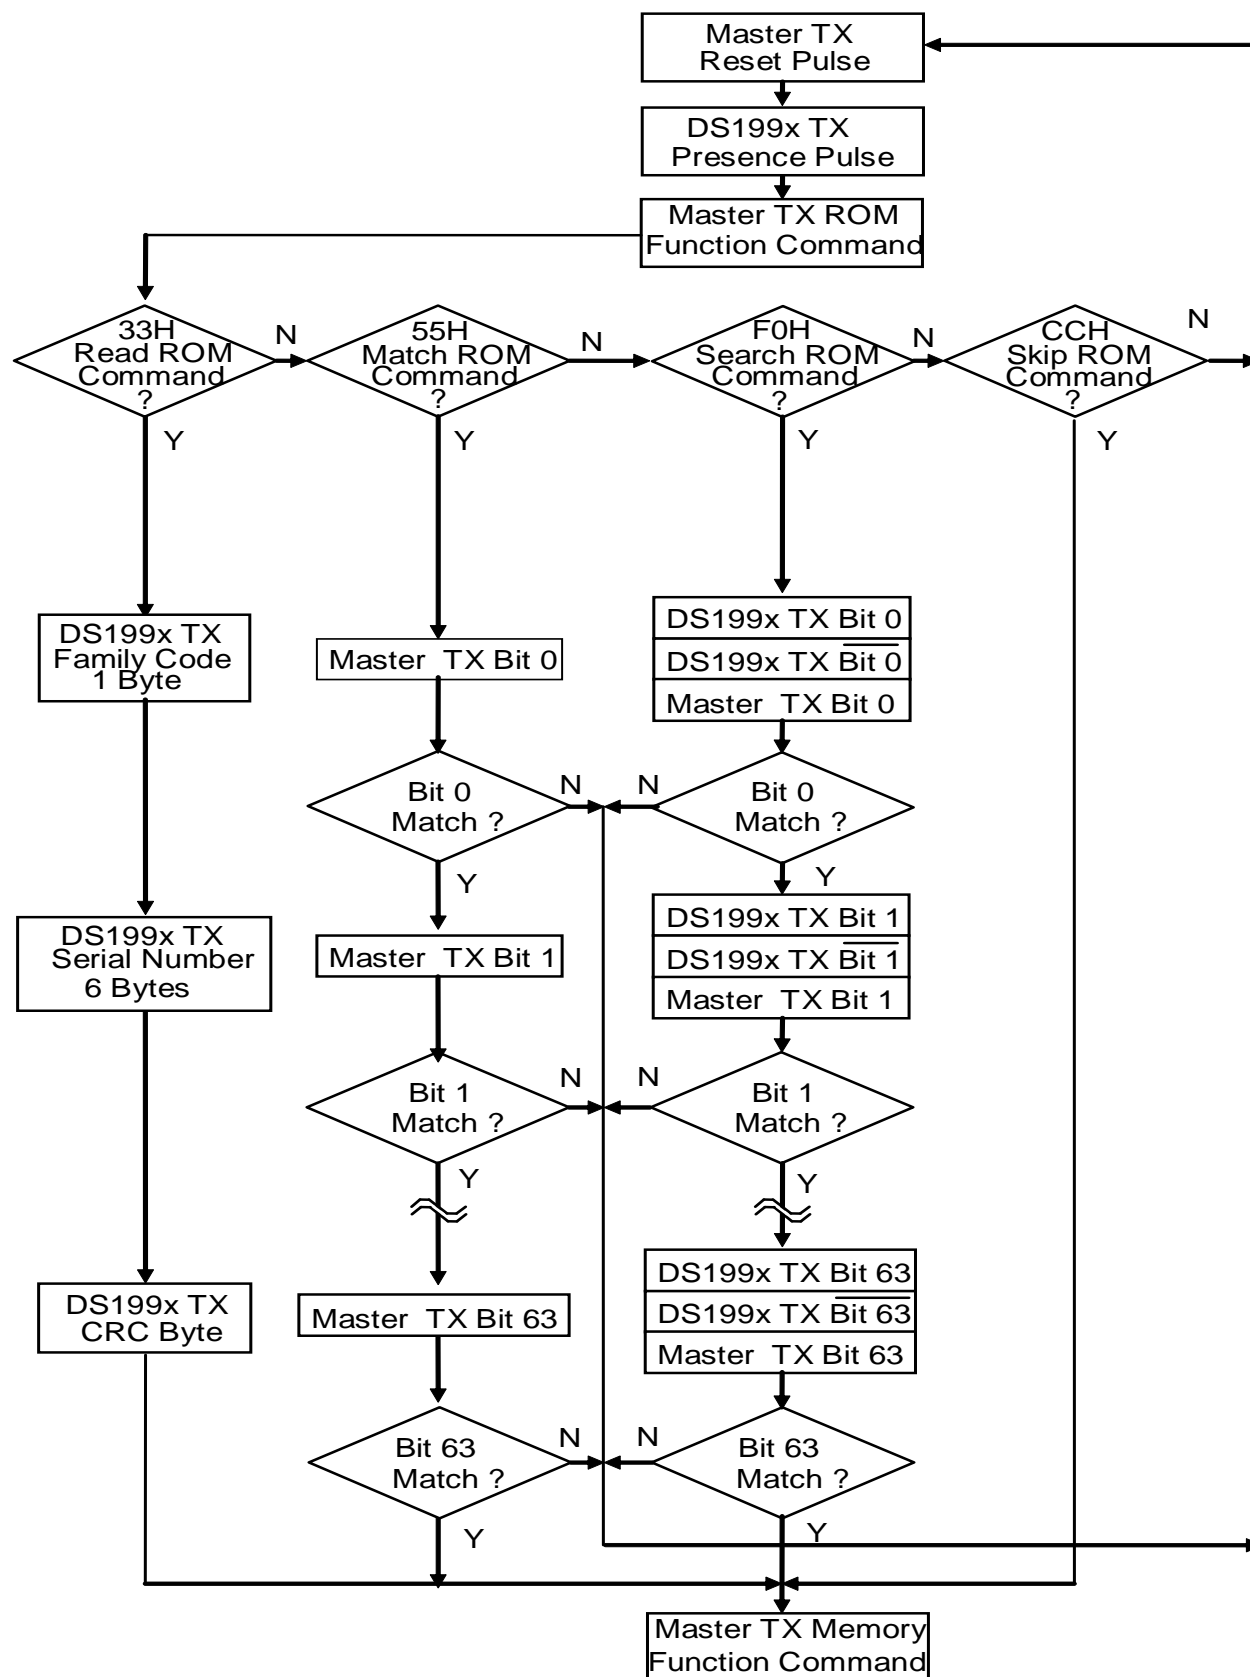 Master TX
Reset Pulse
DS199x TX
Presence Pulse
Master TX ROM
Function Command
33H
Read ROM
Command
?
N
Y
55H
Match ROM
Command
?
N
Y
F0H
Search ROM
Command
?
N
Y
CCH
Skip ROM
Command
?
N
Y
DS199x TX
Family Code
1 Byte
DS199x TX
Serial Number
6 Bytes
DS199x TX
CRC Byte
Master TX Bit 0
Bit 0
Match ?
N
Y
Master TX Bit 1
Bit 1
Match ?
N
Y
Master TX Bit 63
Bit 63
Match ?
N
Y
DS199x TX Bit 0
DS199x TX B̅i̅t̅ ̅0̅
Master TX Bit 0
Bit 0
Match ?
N
Y
DS199x TX Bit 1
DS199x TX B̅i̅t̅ ̅1̅
Master TX Bit 1
Bit 1
Match ?
N
Y
DS199x TX Bit 63
DS199x TX B̅i̅t̅ ̅6̅3̅
Master TX Bit 63
Bit 63
Match ?
N
Y
Master TX Memory
Function Command